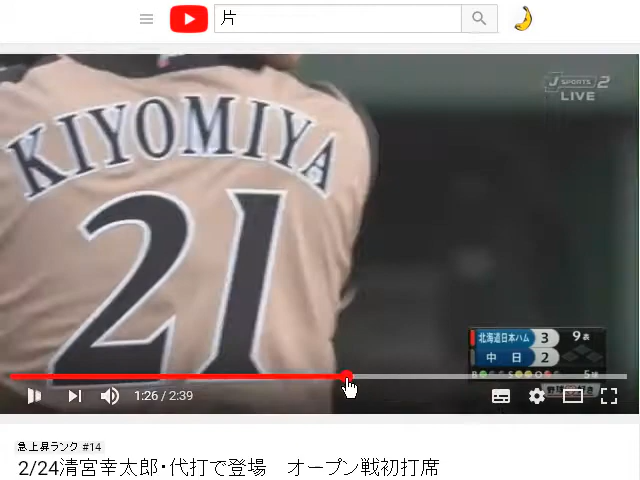 片
J SPORTS 2
LIVE
KIYOMIYA
21
北海道日本ハム 3 9表
中日 2
1:26 / 2:39
急上昇ランク #14
2/24清宮幸太郎・代打で登場　オープン戦初打席